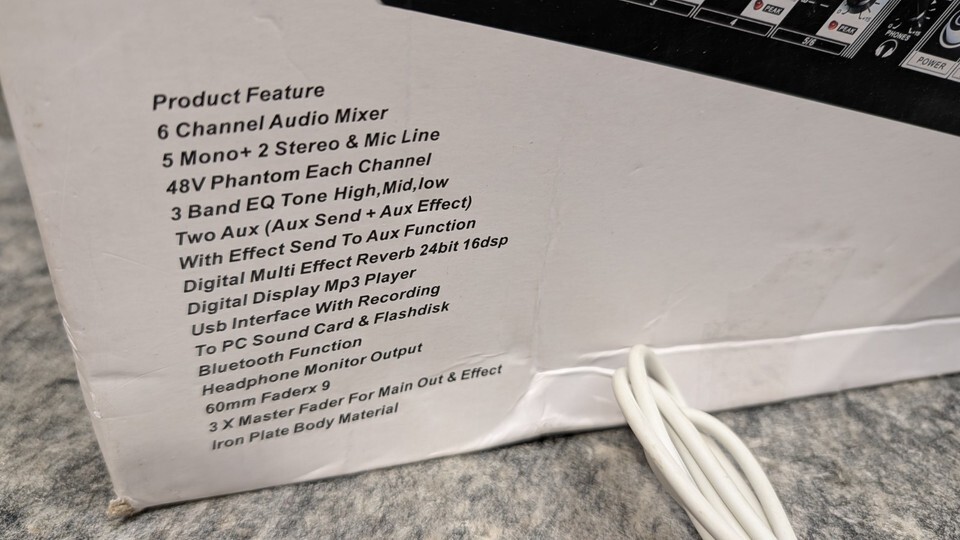 3
4
PEAK
PEAK
5/6
PHONES
POWER
Product Feature
6 Channel Audio Mixer
5 Mono+ 2 Stereo & Mic Line
48V Phantom Each Channel
3 Band EQ Tone High,Mid,low
Two Aux (Aux Send + Aux Effect)
With Effect Send To Aux Function
Digital Multi Effect Reverb 24bit 16dsp
Digital Display Mp3 Player
Usb Interface With Recording
To PC Sound Card & Flashdisk
Bluetooth Function
Headphone Monitor Output
60mm Faderx 9
3 X Master Fader For Main Out & Effect
Iron Plate Body Material